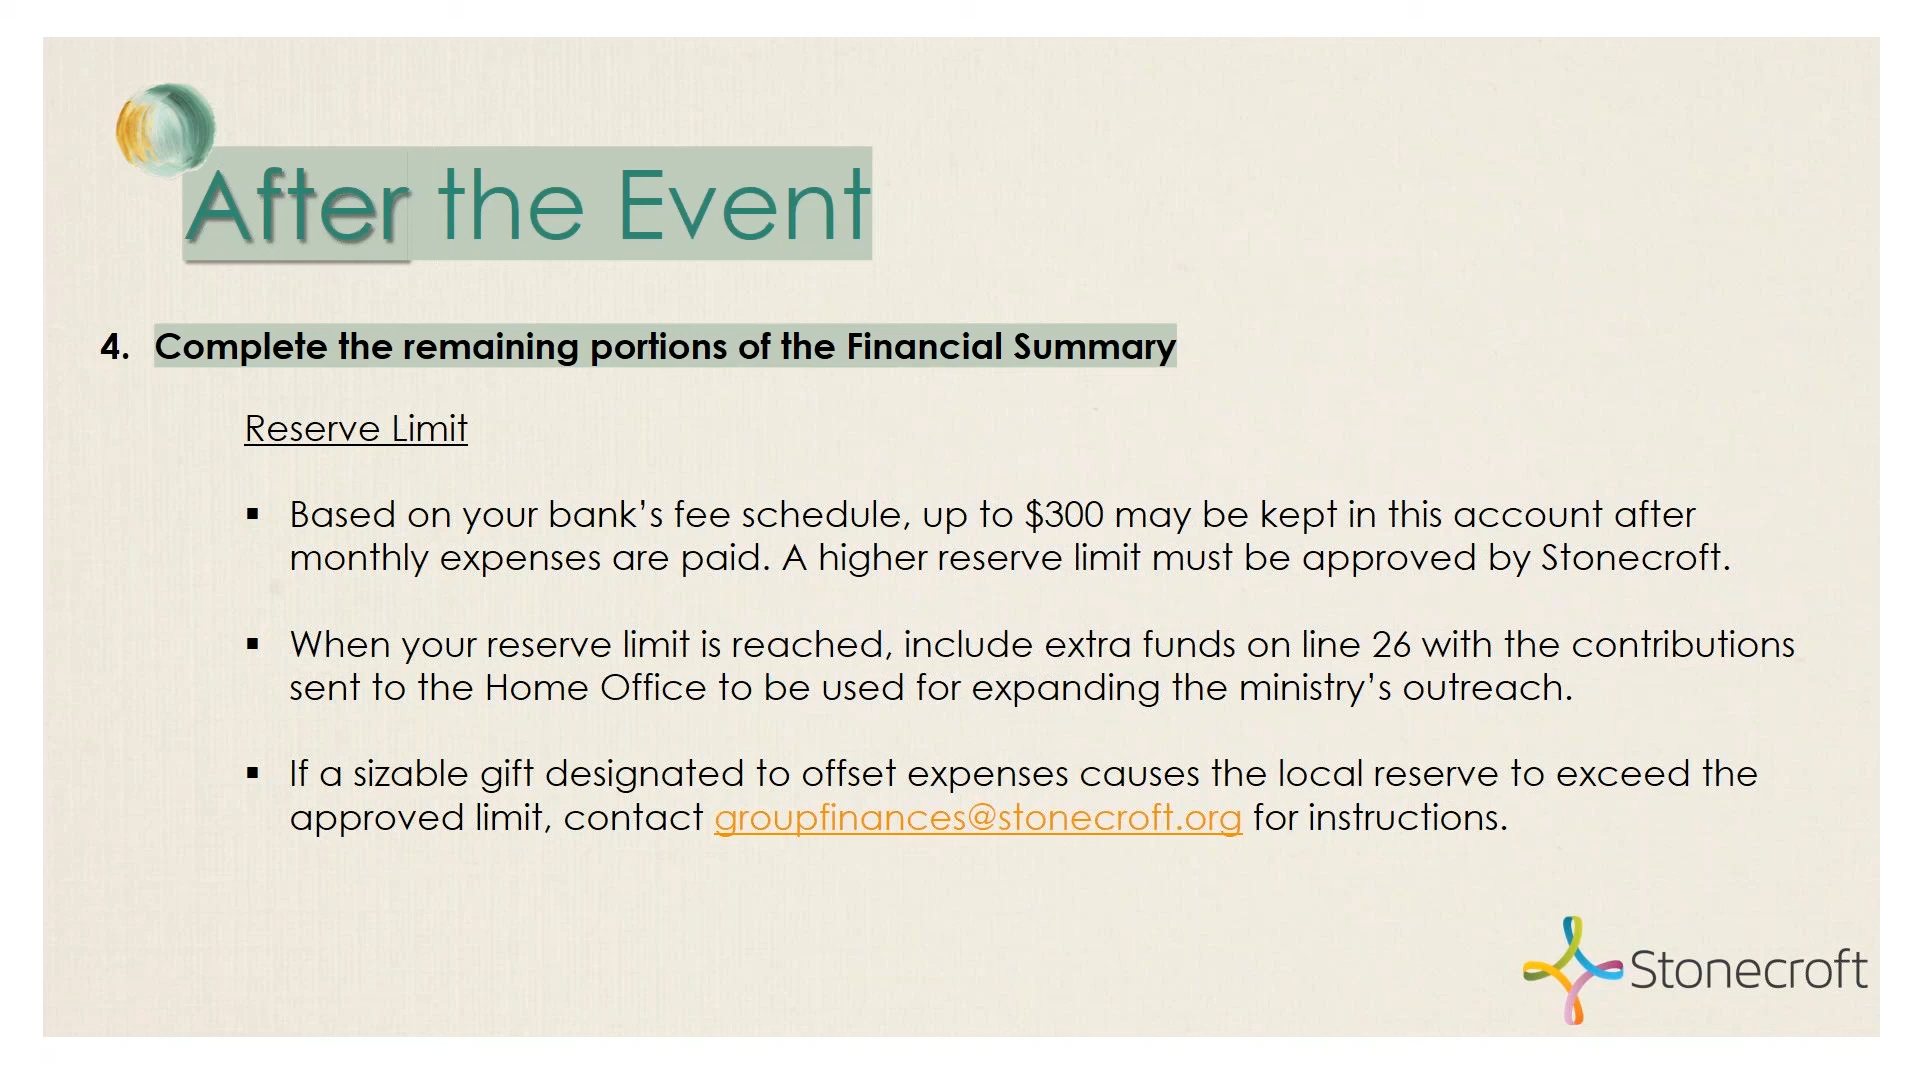 After the Event
4. Complete the remaining portions of the Financial Summary
Reserve Limit
▪ Based on your bank’s fee schedule, up to $300 may be kept in this account after
monthly expenses are paid. A higher reserve limit must be approved by Stonecroft.
▪ When your reserve limit is reached, include extra funds on line 26 with the contributions
sent to the Home Office to be used for expanding the ministry’s outreach.
▪ If a sizable gift designated to offset expenses causes the local reserve to exceed the
approved limit, contact groupfinances@stonecroft.org for instructions.
Stonecroft